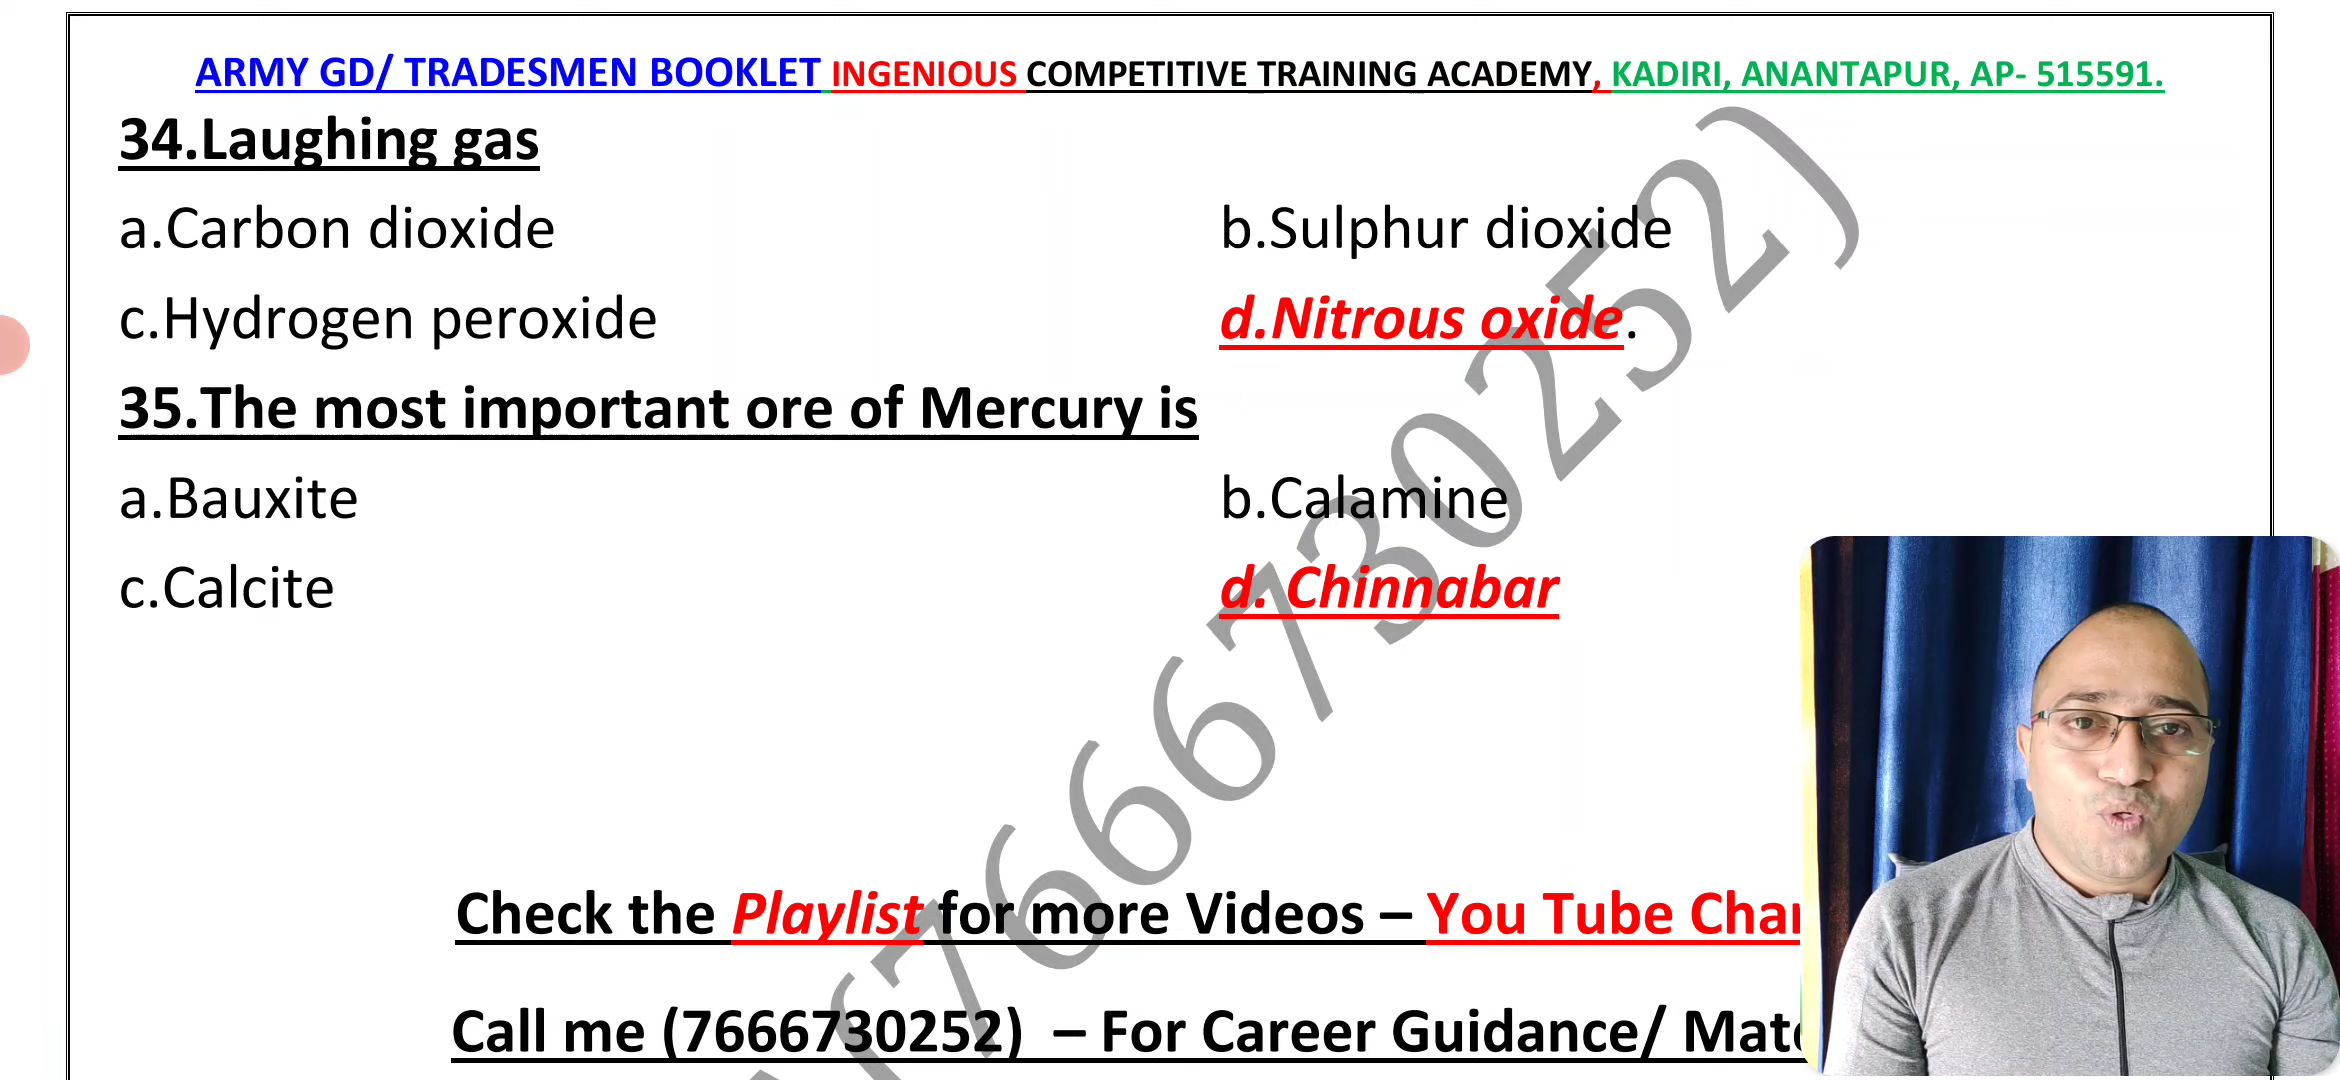 ARMY GD/ TRADESMEN BOOKLET INGENIOUS COMPETITIVE TRAINING ACADEMY, KADIRI, ANANTAPUR, AP- 515591.
34.Laughing gas
a.Carbon dioxide b.Sulphur dioxide
c.Hydrogen peroxide d.Nitrous oxide.
35.The most important ore of Mercury is
a.Bauxite b.Calamine
c.Calcite d. Chinnabar
(7666730252)
Check the Playlist for more Videos – You Tube
Call me (7666730252) – For Career Guidance/